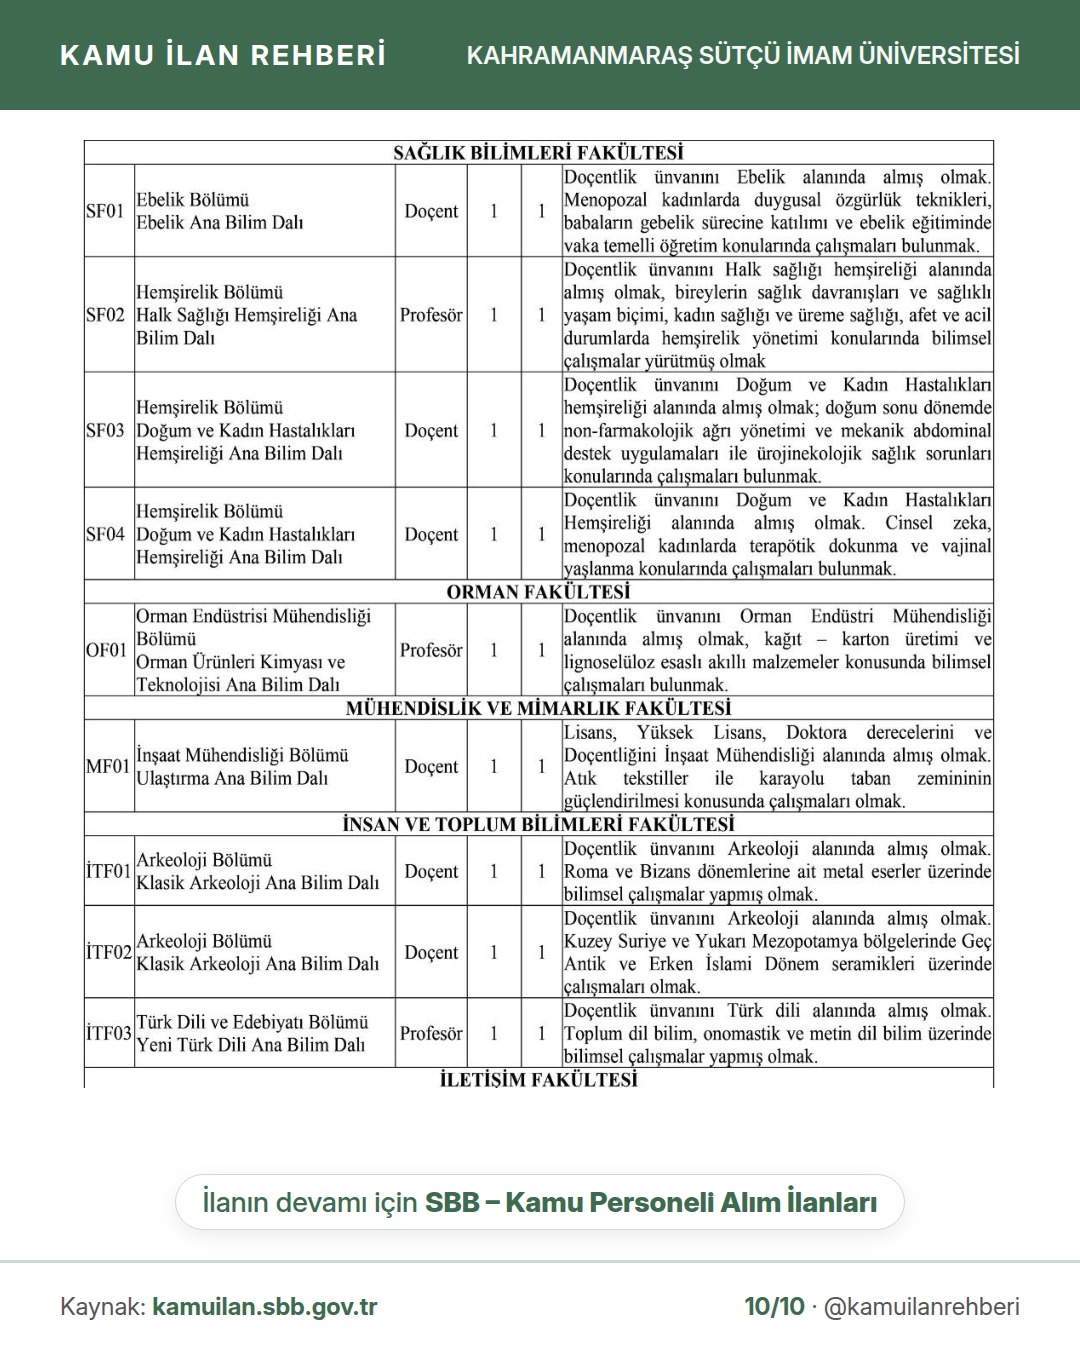 KAMU İLAN REHBERİ
KAHRAMANMARAŞ SÜTÇÜ İMAM ÜNİVERSİTESİ
SAĞLIK BİLİMLERİ FAKÜLTESİ
SF01
Ebelik Bölümü
Ebelik Ana Bilim Dalı
Doçent
1
1
Doçentlik ünvanını Ebelik alanında almış olmak.
Menopozal kadınlarda duygusal özgürlük teknikleri,
babaların gebelik sürecine katılımı ve ebelik eğitiminde
vaka temelli öğretim konularında çalışmaları bulunmak.
SF02
Hemşirelik Bölümü
Halk Sağlığı Hemşireliği Ana
Bilim Dalı
Profesör
1
1
Doçentlik ünvanını Halk sağlığı hemşireliği alanında
almış olmak, bireylerin sağlık davranışları ve sağlıklı
yaşam biçimi, kadın sağlığı ve üreme sağlığı, afet ve acil
durumlarda hemşirelik yönetimi konularında bilimsel
çalışmalar yürütmüş olmak
SF03
Hemşirelik Bölümü
Doğum ve Kadın Hastalıkları
Hemşireliği Ana Bilim Dalı
Doçent
1
1
Doçentlik ünvanını Doğum ve Kadın Hastalıkları
hemşireliği alanında almış olmak; doğum sonu dönemde
non-farmakolojik ağrı yönetimi ve mekanik abdominal
destek uygulamaları ile ürojinekolojik sağlık sorunları
konularında çalışmaları bulunmak.
SF04
Hemşirelik Bölümü
Doğum ve Kadın Hastalıkları
Hemşireliği Ana Bilim Dalı
Doçent
1
1
Doçentlik ünvanını Doğum ve Kadın Hastalıkları
Hemşireliği alanında almış olmak. Cinsel zeka,
menopozal kadınlarda terapötik dokunma ve vajinal
yaşlanma konularında çalışmaları bulunmak.
ORMAN FAKÜLTESİ
OF01
Orman Endüstrisi Mühendisliği
Bölümü
Orman Ürünleri Kimyası ve
Teknolojisi Ana Bilim Dalı
Profesör
1
1
Doçentlik ünvanını Orman Endüstri Mühendisliği
alanında almış olmak, kağıt – karton üretimi ve
lignoselüloz esaslı akıllı malzemeler konusunda bilimsel
çalışmaları bulunmak.
MÜHENDİSLİK VE MİMARLIK FAKÜLTESİ
MF01
İnşaat Mühendisliği Bölümü
Ulaştırma Ana Bilim Dalı
Doçent
1
1
Lisans, Yüksek Lisans, Doktora derecelerini ve
Doçentliğini İnşaat Mühendisliği alanında almış olmak.
Atık tekstiller ile karayolu taban zemininin
güçlendirilmesi konusunda çalışmaları olmak.
İNSAN VE TOPLUM BİLİMLERİ FAKÜLTESİ
İTF01
Arkeoloji Bölümü
Klasik Arkeoloji Ana Bilim Dalı
Doçent
1
1
Doçentlik ünvanını Arkeoloji alanında almış olmak.
Roma ve Bizans dönemlerine ait metal eserler üzerinde
bilimsel çalışmalar yapmış olmak.
İTF02
Arkeoloji Bölümü
Klasik Arkeoloji Ana Bilim Dalı
Doçent
1
1
Doçentlik ünvanını Arkeoloji alanında almış olmak.
Kuzey Suriye ve Yukarı Mezopotamya bölgelerinde Geç
Antik ve Erken İslami Dönem seramikleri üzerinde
çalışmaları olmak.
İTF03
Türk Dili ve Edebiyatı Bölümü
Yeni Türk Dili Ana Bilim Dalı
Profesör
1
1
Doçentlik ünvanını Türk dili alanında almış olmak.
Toplum dil bilim, onomastik ve metin dil bilim üzerinde
bilimsel çalışmalar yapmış olmak.
İLETİŞİM FAKÜLTESİ
İlanın devamı için SBB – Kamu Personeli Alım İlanları
Kaynak: kamuilan.sbb.gov.tr
10/10 · @kamuilanrehberi